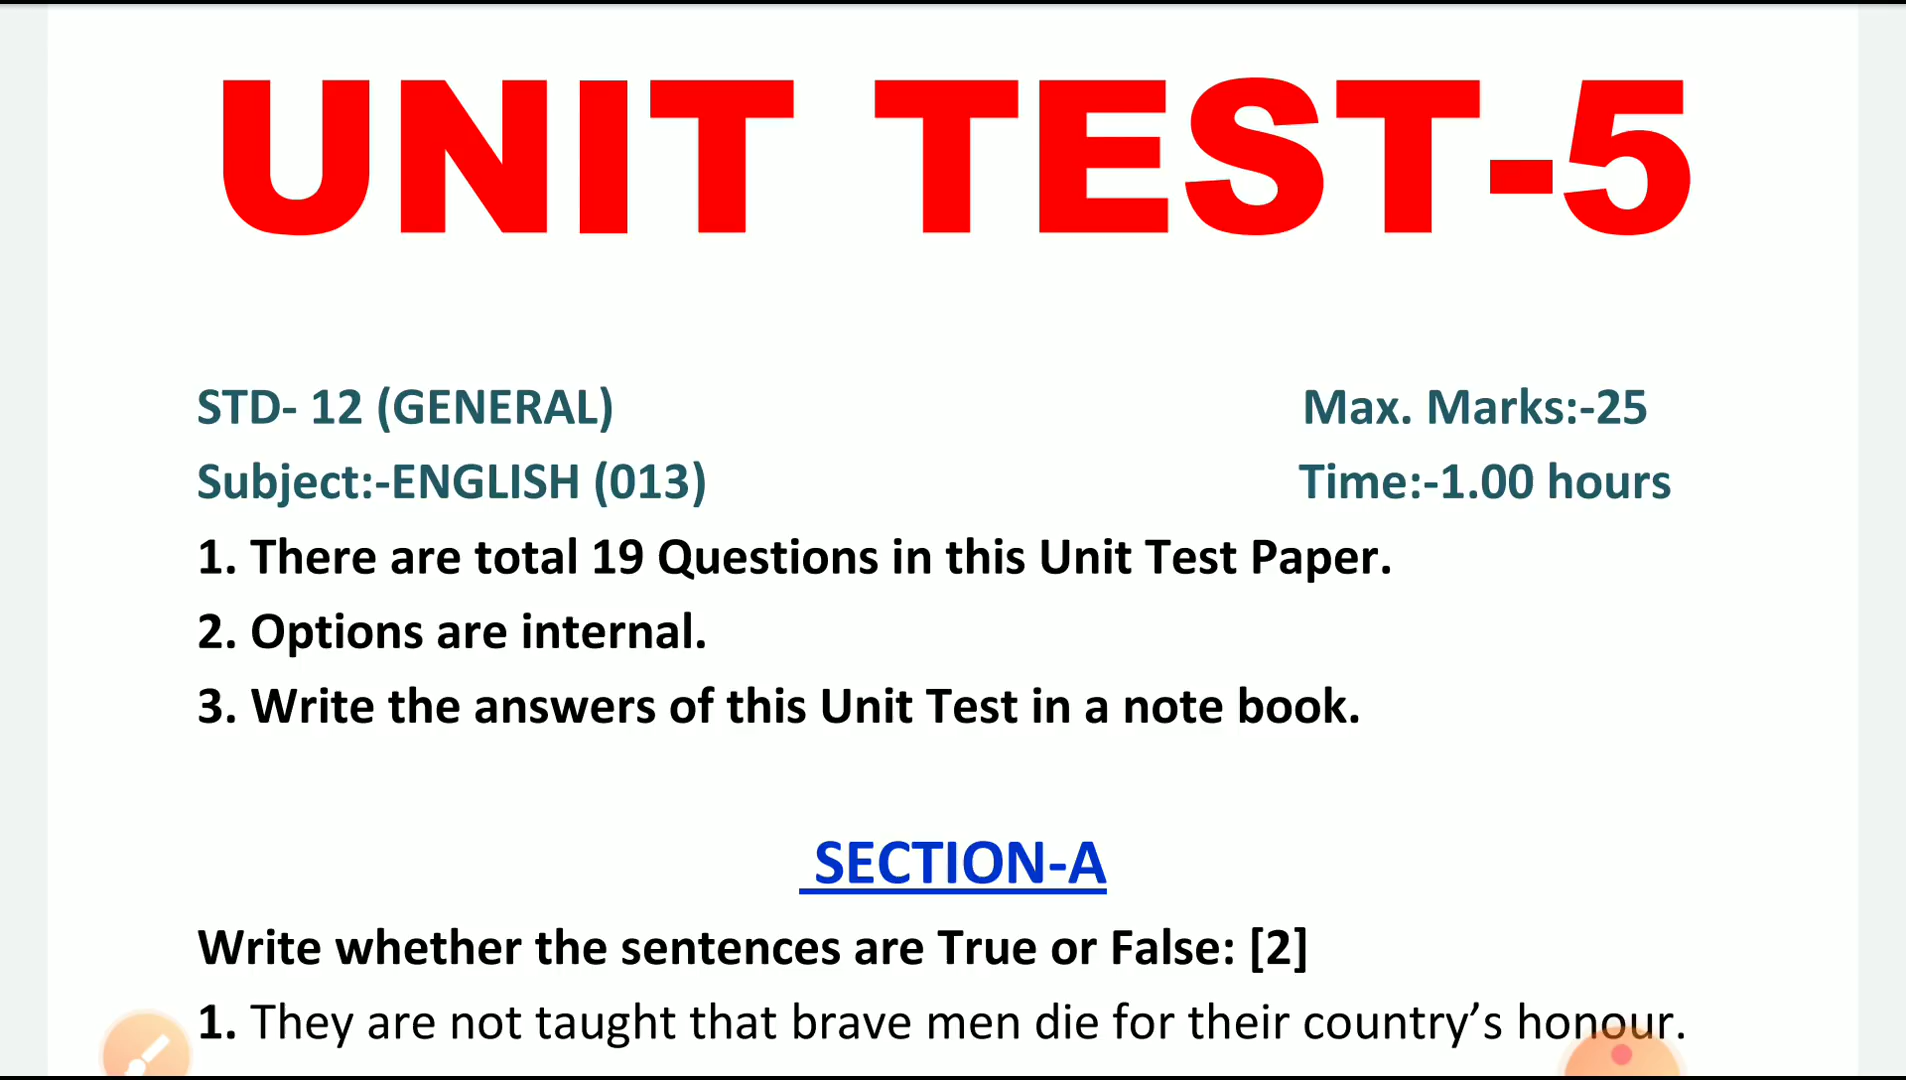 UNIT TEST-5
STD- 12 (GENERAL) Max. Marks:-25
Subject:-ENGLISH (013) Time:-1.00 hours
1. There are total 19 Questions in this Unit Test Paper.
2. Options are internal.
3. Write the answers of this Unit Test in a note book.
SECTION-A
Write whether the sentences are True or False: [2]
1. They are not taught that brave men die for their country’s honour.